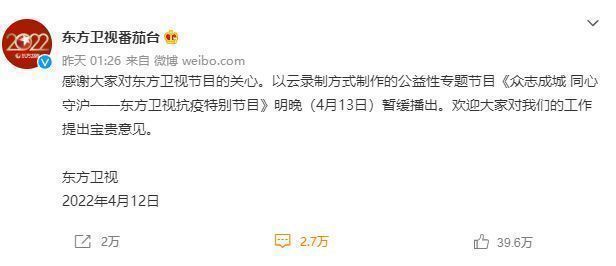 2022
东方卫视番茄台
昨天 01:26 来自 微博 weibo.com
感谢大家对东方卫视节目的关心。以云录制方式制作的公益性专题节目《众志成城 同心
守沪——东方卫视抗疫特别节目》明晚（4月13日）暂缓播出。欢迎大家对我们的工作
提出宝贵意见。
东方卫视
2022年4月12日
2万
2.7万
39.6万